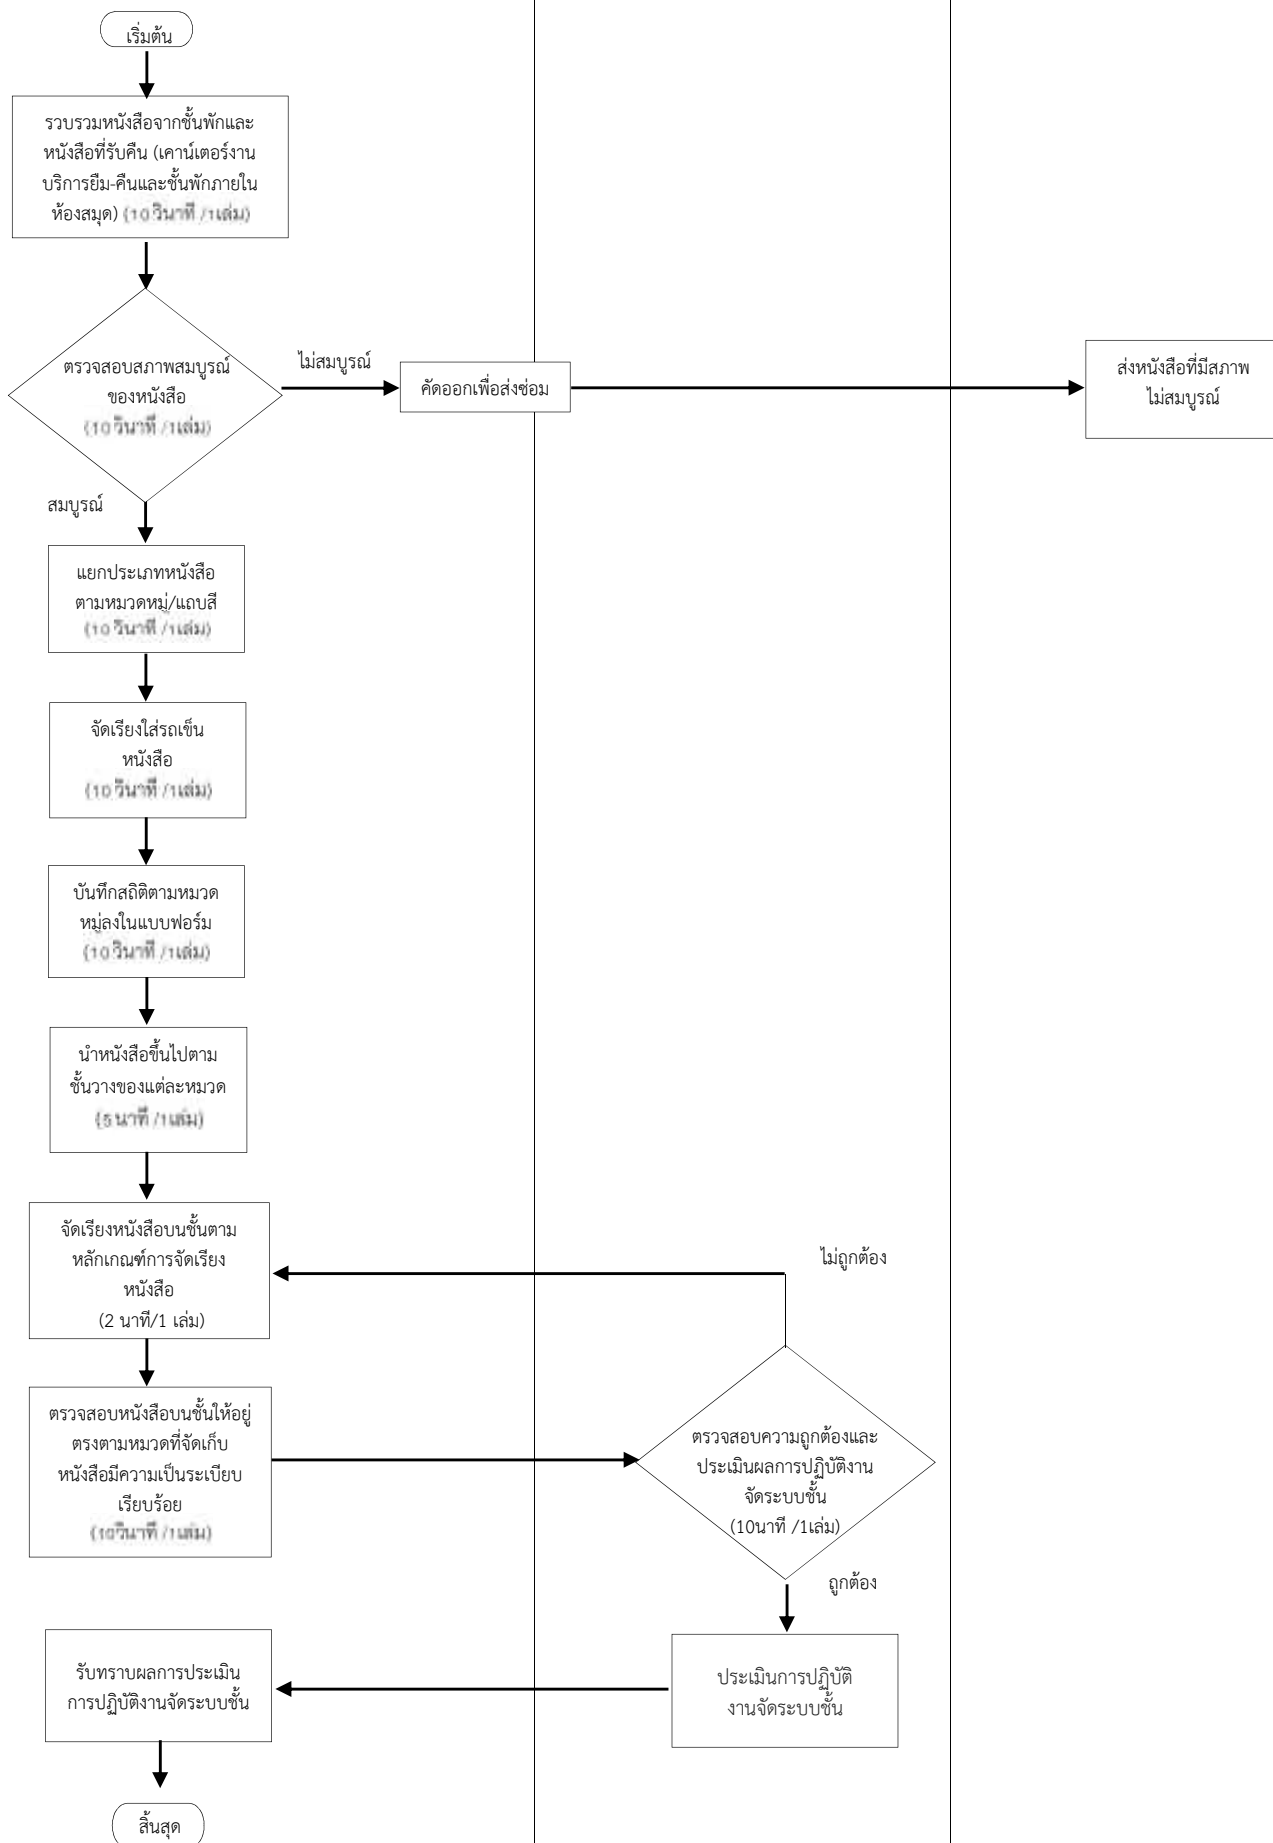 เริ่มต้น
รวบรวมหนังสือจากชั้นพักและ
หนังสือที่รับคืน (เคาน์เตอร์งาน
บริการยืม-คืนและชั้นพักภายใน
ห้องสมุด) (10 วินาที /1เล่ม)
ตรวจสอบสภาพสมบูรณ์
ของหนังสือ
(10 วินาที /1เล่ม)
ไม่สมบูรณ์
คัดออกเพื่อส่งซ่อม
ส่งหนังสือที่มีสภาพ
ไม่สมบูรณ์
สมบูรณ์
แยกประเภทหนังสือ
ตามหมวดหมู่/แถบสี
(10 วินาที /1เล่ม)
จัดเรียงใส่รถเข็น
หนังสือ
(10 วินาที /1เล่ม)
บันทึกสถิติตามหมวด
หมู่ลงในแบบฟอร์ม
(10 วินาที /1เล่ม)
นำหนังสือขึ้นไปตาม
ชั้นวางของแต่ละหมวด
(5 นาที /1เล่ม)
จัดเรียงหนังสือบนชั้นตาม
หลักเกณฑ์การจัดเรียง
หนังสือ
(2 นาที/1 เล่ม)
ไม่ถูกต้อง
ตรวจสอบหนังสือบนชั้นให้อยู่
ตรงตามหมวดที่จัดเก็บ
หนังสือมีความเป็นระเบียบ
เรียบร้อย
(10วินาที /1เล่ม)
ตรวจสอบความถูกต้องและ
ประเมินผลการปฏิบัติงาน
จัดระบบชั้น
(10นาที /1เล่ม)
ถูกต้อง
ประเมินการปฏิบัติ
งานจัดระบบชั้น
รับทราบผลการประเมิน
การปฏิบัติงานจัดระบบชั้น
สิ้นสุด